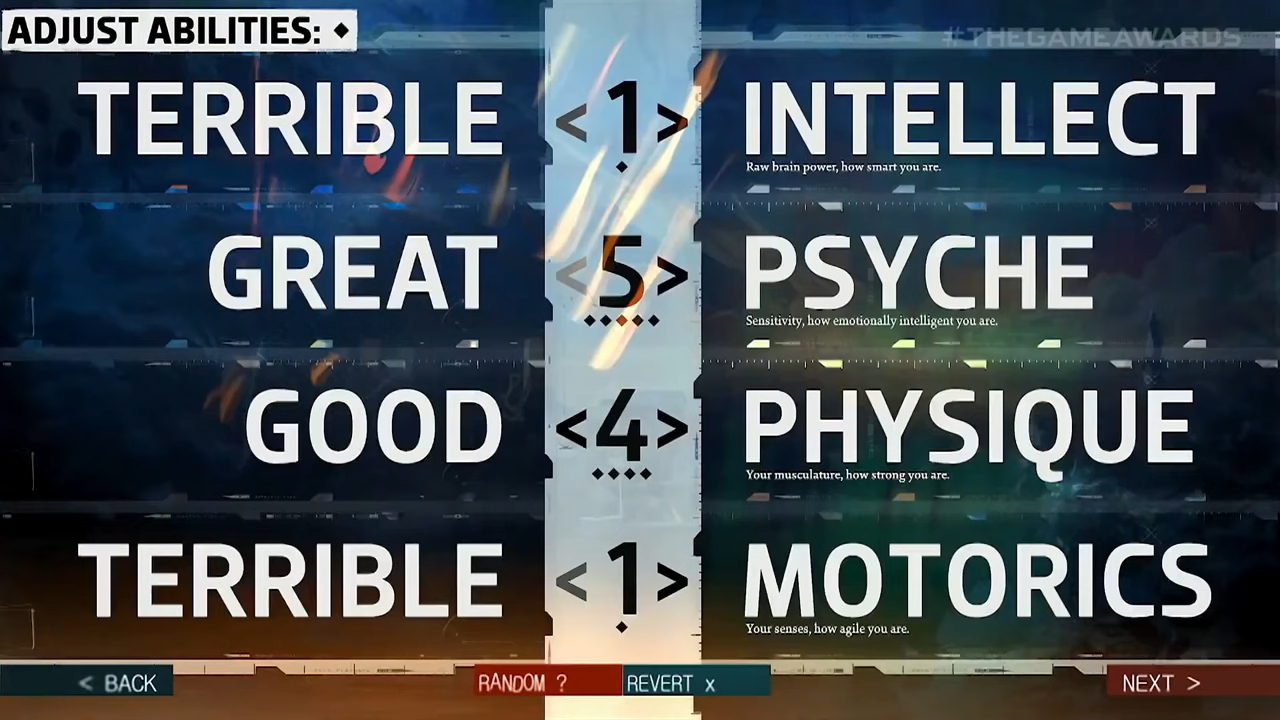 ADJUST ABILITIES: ◆
#THEGAMEAWARDS
TERRIBLE < 1 > INTELLECT
Raw brain power, how smart you are.
GREAT < 5 > PSYCHE
Sensitivity, how emotionally intelligent you are.
GOOD < 4 > PHYSIQUE
Your musculature, how strong you are.
TERRIBLE < 1 > MOTORICS
Your senses, how agile you are.
< BACK RANDOM ? REVERT x NEXT >